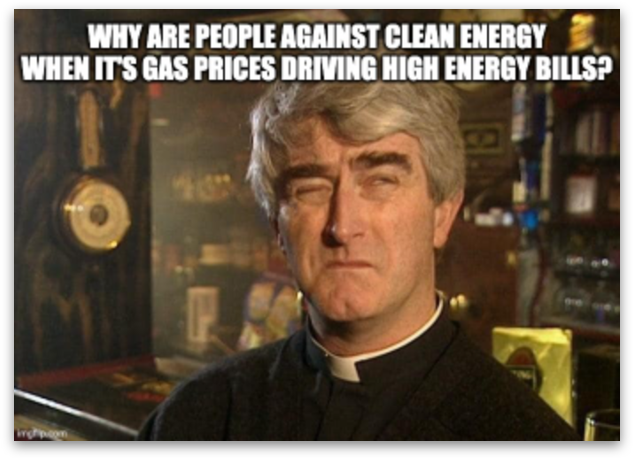 WHY ARE PEOPLE AGAINST CLEAN ENERGY
WHEN IT'S GAS PRICES DRIVING HIGH ENERGY BILLS?
imgflip.com